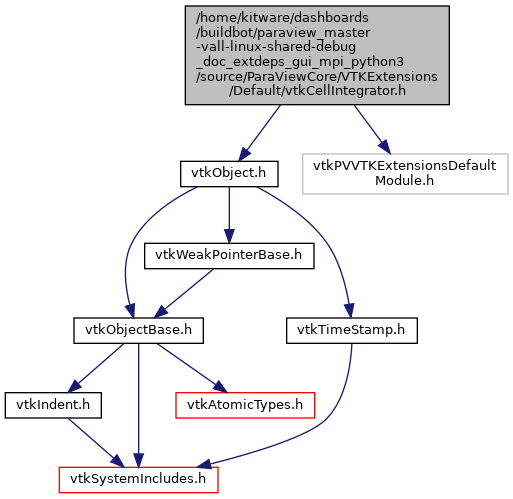 /home/kitware/dashboards
/buildbot/paraview_master
-vall-linux-shared-debug
_doc_extdeps_gui_mpi_python3
/source/ParaViewCore/VTKExtensions
/Default/vtkCellIntegrator.h
vtkObject.h
vtkPVVTKExtensionsDefault
Module.h
vtkWeakPointerBase.h
vtkObjectBase.h
vtkTimeStamp.h
vtkIndent.h
vtkAtomicTypes.h
vtkSystemIncludes.h